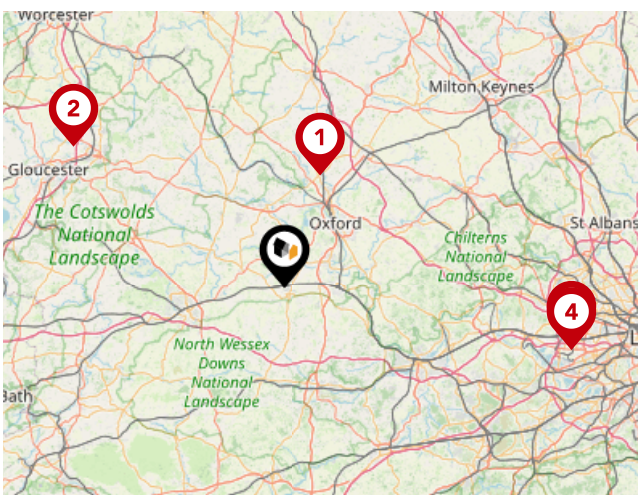 Worcester
Milton Keynes
2
1
Gloucester
The Cotswolds
National
Landscape
Oxford
St Albans
Chilterns
National
Landscape
4
North Wessex
Downs
National
Landscape
L
Bath